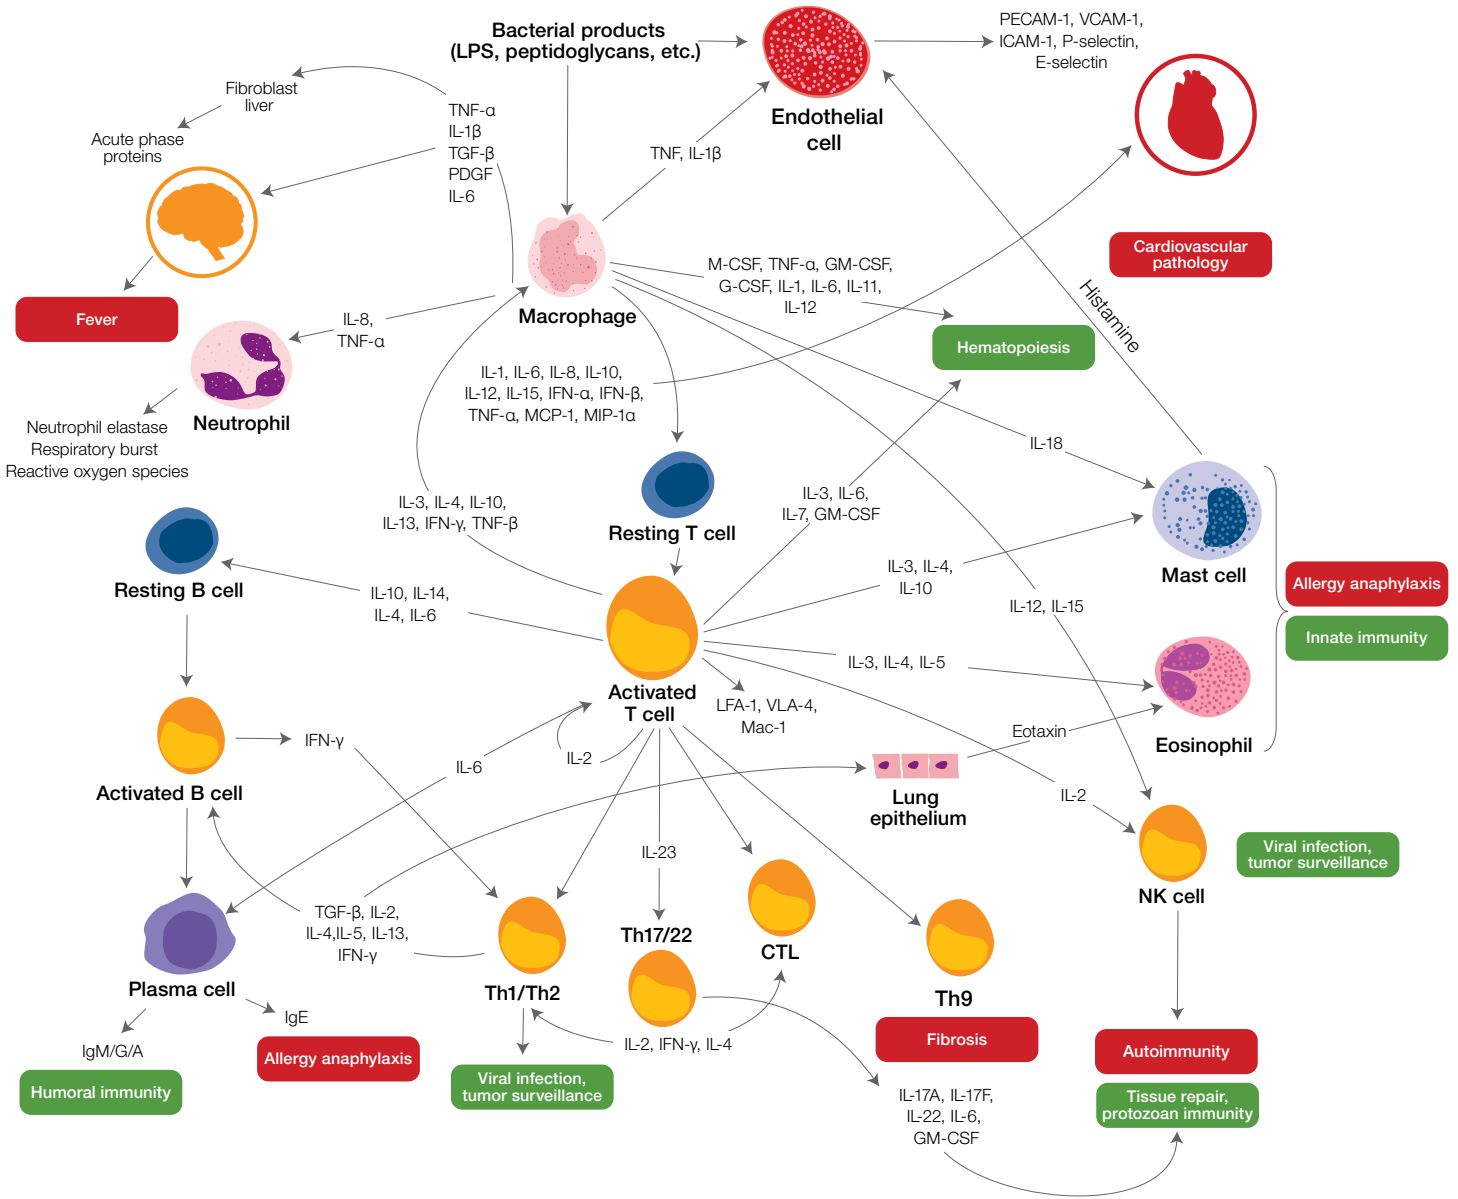 Bacterial products
(LPS, peptidoglycans, etc.)
PECAM-1, VCAM-1,
ICAM-1, P-selectin,
E-selectin
Endothelial
cell
Fibroblast
liver
Acute phase
proteins
TNF-α
IL-1β
TGF-β
PDGF
IL-6
TNF, IL-1β
Cardiovascular
pathology
Fever
Macrophage
M-CSF, TNF-α, GM-CSF,
G-CSF, IL-1, IL-6, IL-11,
IL-12
Histamine
Hematopoiesis
IL-8,
TNF-α
Neutrophil
Neutrophil elastase
Respiratory burst
Reactive oxygen species
IL-1, IL-6, IL-8, IL-10,
IL-12, IL-15, IFN-α, IFN-β,
TNF-α, MCP-1, MIP-1α
IL-18
IL-3, IL-4, IL-10,
IL-13, IFN-γ, TNF-β
Resting T cell
IL-3, IL-6,
IL-7, GM-CSF
Mast cell
Resting B cell
IL-10, IL-14,
IL-4, IL-6
IL-3, IL-4,
IL-10
IL-12, IL-15
Allergy anaphylaxis
Innate immunity
IL-3, IL-4, IL-5
Activated
T cell
LFA-1, VLA-4,
Mac-1
Eotaxin
Eosinophil
IFN-γ
IL-6
IL-2
Activated B cell
Lung
epithelium
IL-2
IL-23
Viral infection,
tumor surveillance
NK cell
TGF-β, IL-2,
IL-4,IL-5, IL-13,
IFN-γ
Th17/22
CTL
Plasma cell
Th1/Th2
Th9
IgE
IgM/G/A
Allergy anaphylaxis
Humoral immunity
IL-2, IFN-γ, IL-4
Fibrosis
Autoimmunity
Viral infection,
tumor surveillance
Tissue repair,
protozoan immunity
IL-17A, IL-17F,
IL-22, IL-6,
GM-CSF